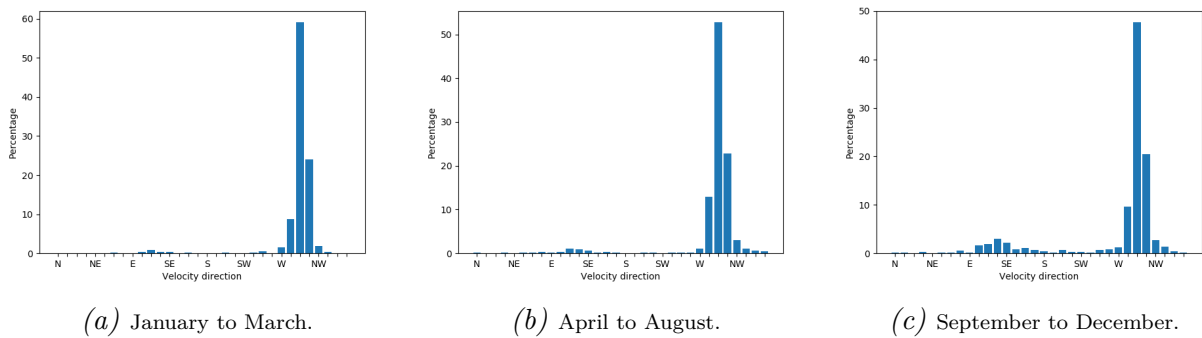 60
50
40
30
20
10
0
Percentage
N NE E SE S SW W NW
Velocity direction
(a) January to March.
50
40
30
20
10
0
Percentage
N NE E SE S SW W NW
Velocity direction
(b) April to August.
50
40
30
20
10
0
Percentage
N NE E SE S SW W NW
Velocity direction
(c) September to December.